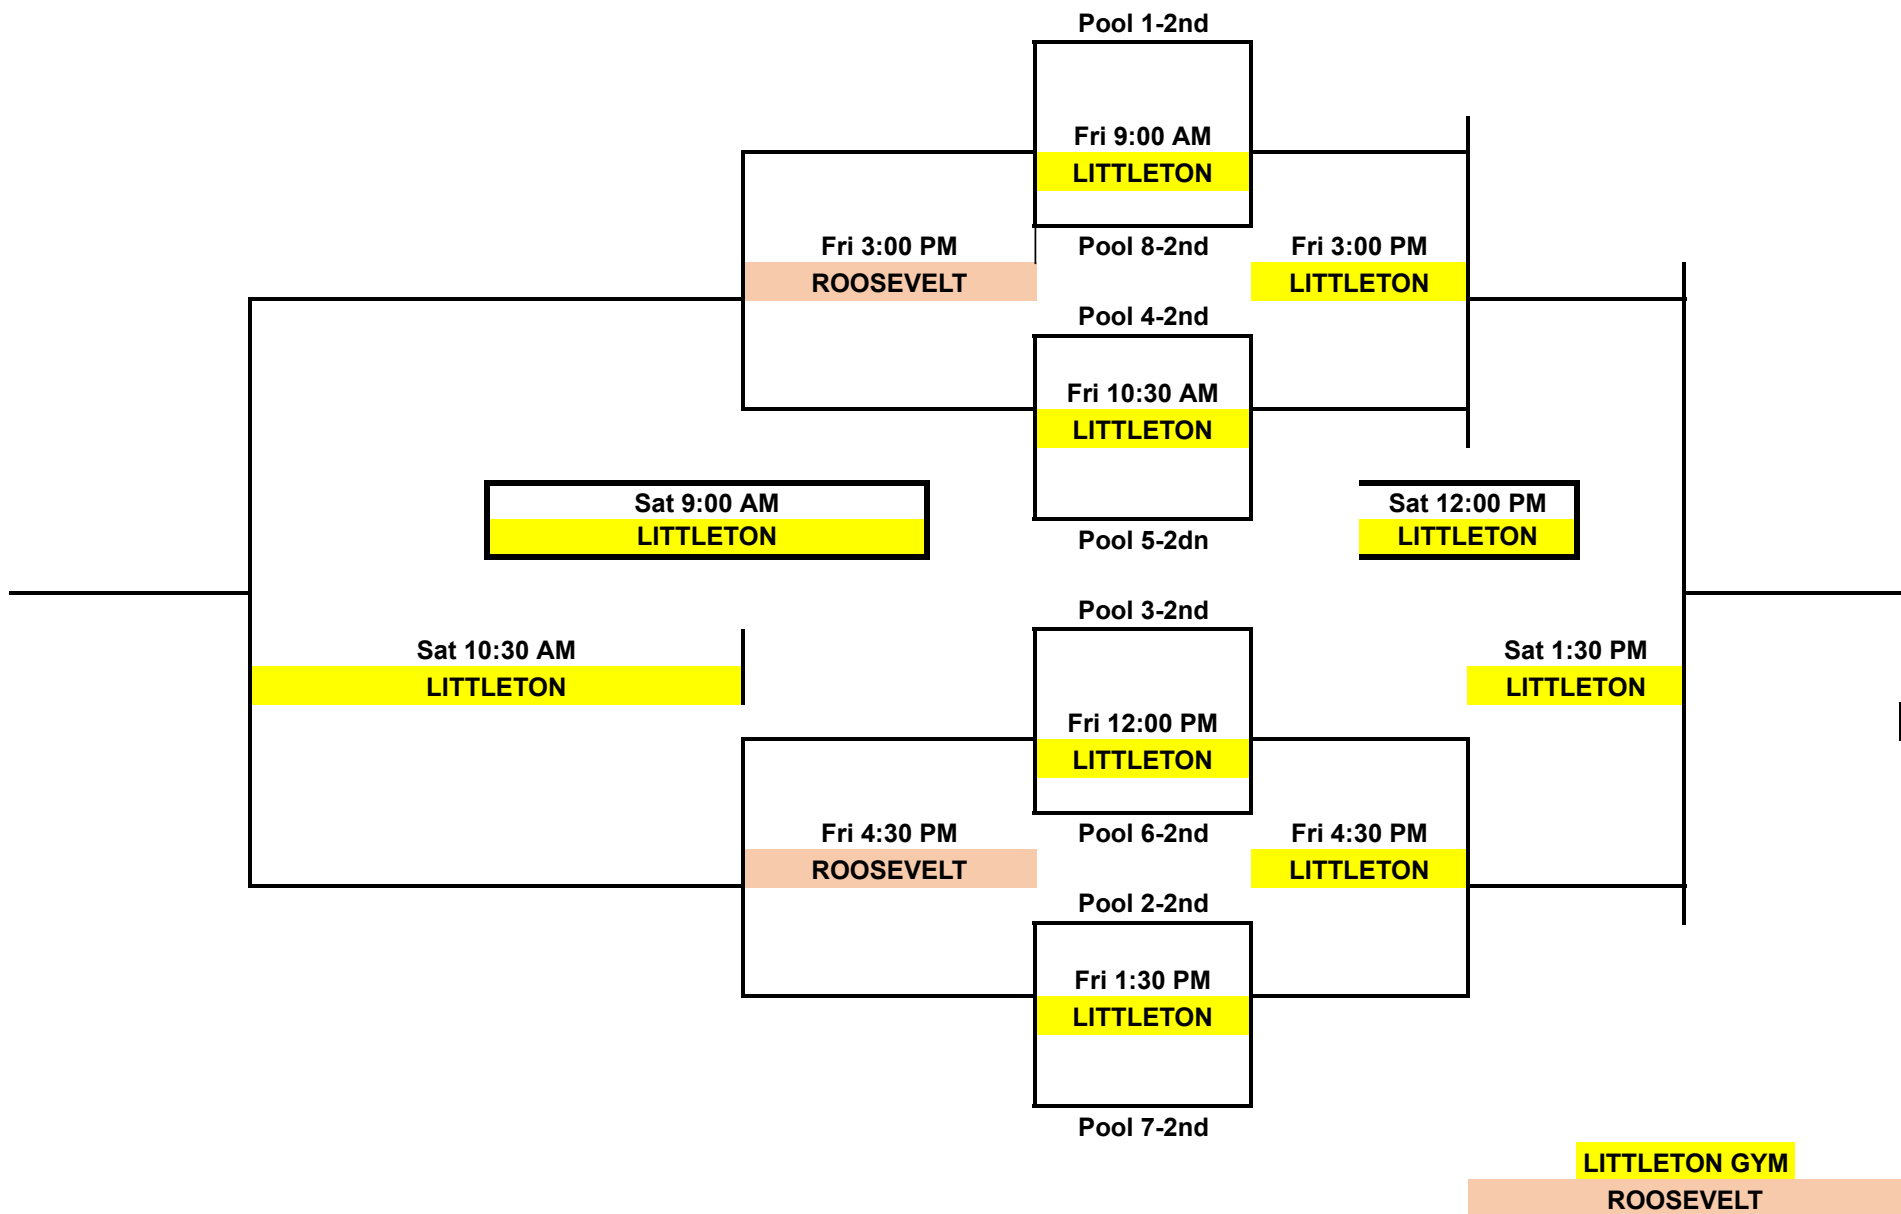 Pool 1-2nd
Fri 9:00 AM
LITTLETON
Fri 3:00 PM
Pool 8-2nd
Fri 3:00 PM
ROOSEVELT
LITTLETON
Pool 4-2nd
Fri 10:30 AM
LITTLETON
Sat 9:00 AM
Sat 12:00 PM
LITTLETON
LITTLETON
Pool 5-2dn
Pool 3-2nd
Sat 10:30 AM
Sat 1:30 PM
LITTLETON
LITTLETON
Fri 12:00 PM
LITTLETON
Fri 4:30 PM
Pool 6-2nd
Fri 4:30 PM
ROOSEVELT
LITTLETON
Pool 2-2nd
Fri 1:30 PM
LITTLETON
Pool 7-2nd
LITTLETON GYM
ROOSEVELT